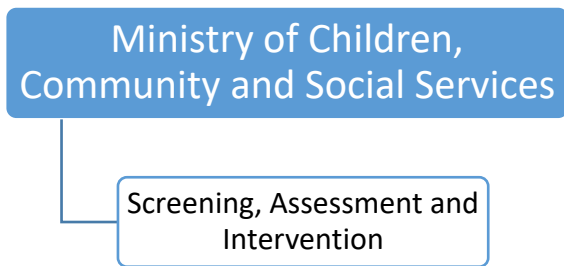 Ministry of Children,
Community and Social Services
Screening, Assessment and
Intervention